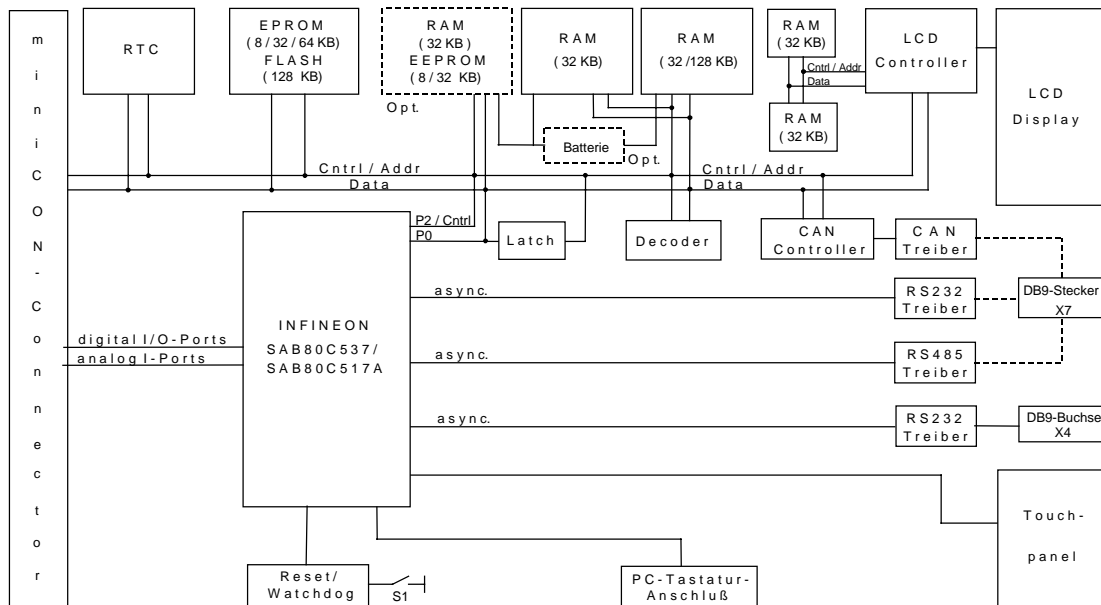 miniCON-Connector
RTC
EPROM
(8/32/64KB)
FLASH
(128 KB)
RAM
(32 KB)
EEPROM
(8/32 KB)
Opt.
RAM
(32 KB)
RAM
(32/128 KB)
Batterie
Opt.
RAM
(32 KB)
Cntrl / Addr
Data
RAM
(32 KB)
LCD
Controller
LCD
Display
Cntrl / Addr
Data
Cntrl / Addr
Data
P2 / Cntrl
P0
Latch
Decoder
CAN
Controller
CAN
Treiber
async.
RS232
Treiber
DB9-Stecker
X7
INFINEON
SAB80C537/
SAB80C517A
digital I/O-Ports
analog I-Ports
async.
RS485
Treiber
async.
RS232
Treiber
DB9-Buchse
X4
Touch-
panel
Reset/
Watchdog
S1
PC-Tastatur-
Anschluß